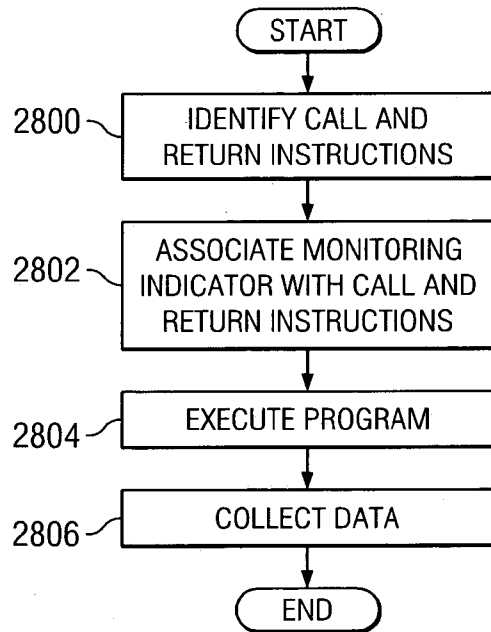 START
2800
IDENTIFY CALL AND
RETURN INSTRUCTIONS
2802
ASSOCIATE MONITORING
INDICATOR WITH CALL AND
RETURN INSTRUCTIONS
2804
EXECUTE PROGRAM
2806
COLLECT DATA
END